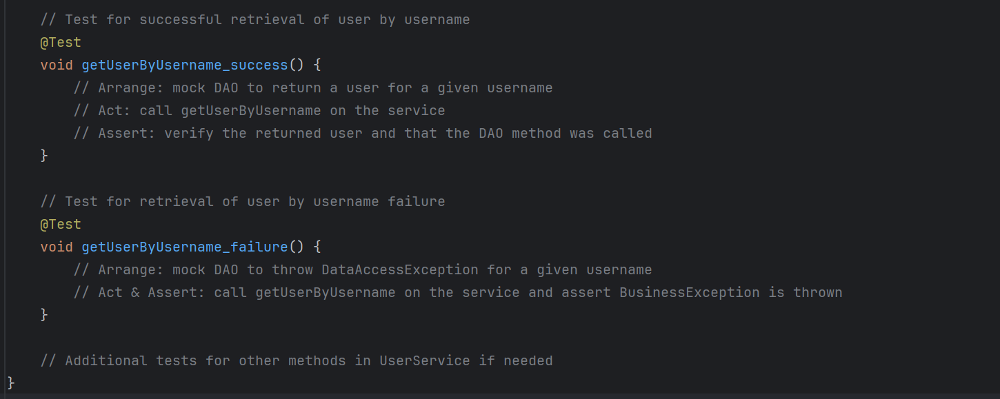 // Test for successful retrieval of user by username
@Test
void getUserByUsername_success() {
// Arrange: mock DAO to return a user for a given username
// Act: call getUserByUsername on the service
// Assert: verify the returned user and that the DAO method was called
}
// Test for retrieval of user by username failure
@Test
void getUserByUsername_failure() {
// Arrange: mock DAO to throw DataAccessException for a given username
// Act & Assert: call getUserByUsername on the service and assert BusinessException is thrown
}
// Additional tests for other methods in UserService if needed
}